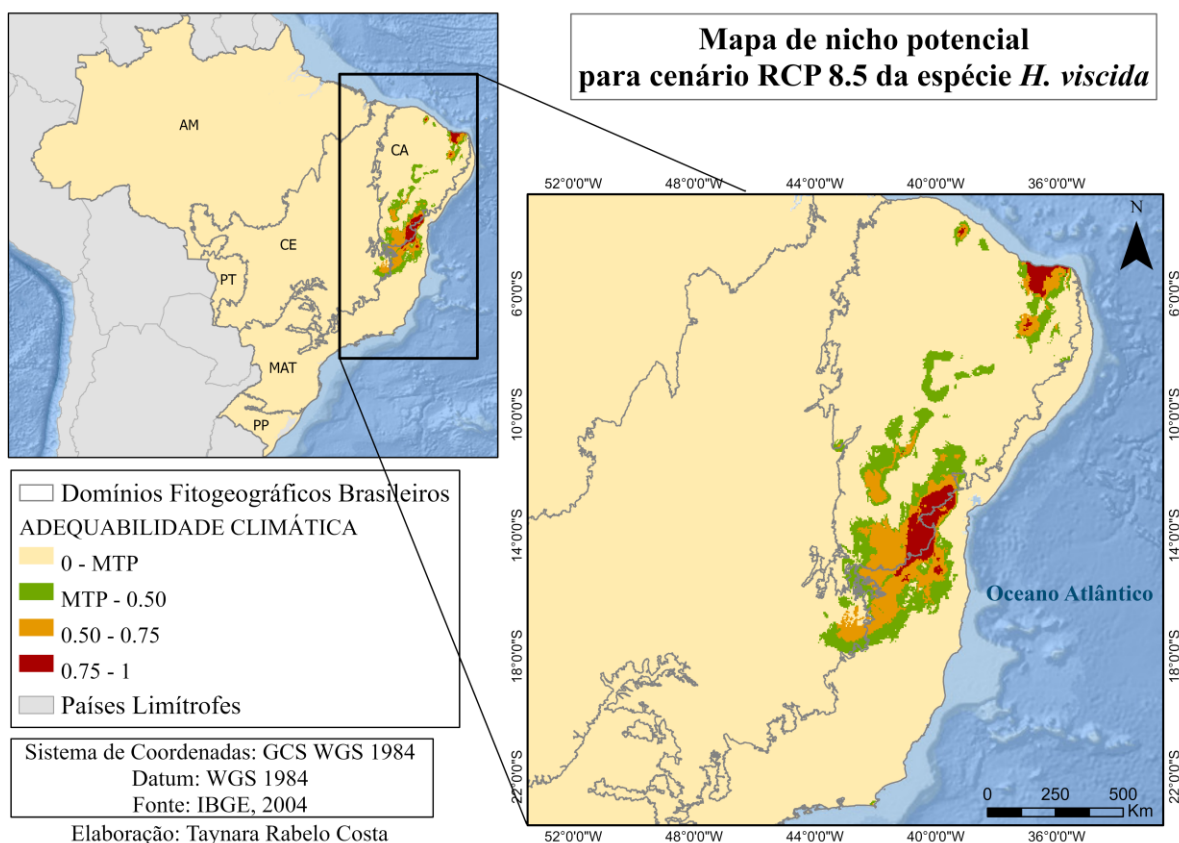 Mapa de nicho potencial
para cenário RCP 8.5 da espécie H. viscida
AM
CA
CE
PT
MAT
PP
Domínios Fitogeográficos Brasileiros
ADEQUABILIDADE CLIMÁTICA
0 - MTP
MTP - 0.50
0.50 - 0.75
0.75 - 1
Países Limítrofes
Sistema de Coordenadas: GCS WGS 1984
Datum: WGS 1984
Fonte: IBGE, 2004
Elaboração: Taynara Rabelo Costa
52°0'0"W 48°0'0"W 44°0'0"W 40°0'0"W 36°0'0"W
N
6°0'0"S 6°0'0"S
10°0'0"S 10°0'0"S
14°0'0"S 14°0'0"S
Oceano Atlântico
18°0'0"S 18°0'0"S
22°0'0"S 22°0'0"S
0 250 500
Km
52°0'0"W 48°0'0"W 44°0'0"W 40°0'0"W 36°0'0"W